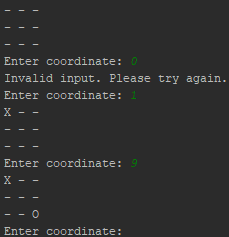 - - -
- - -
- - -
Enter coordinate: 0
Invalid input. Please try again.
Enter coordinate: 1
X - -
- - -
- - -
Enter coordinate: 9
X - -
- - -
- - O
Enter coordinate: